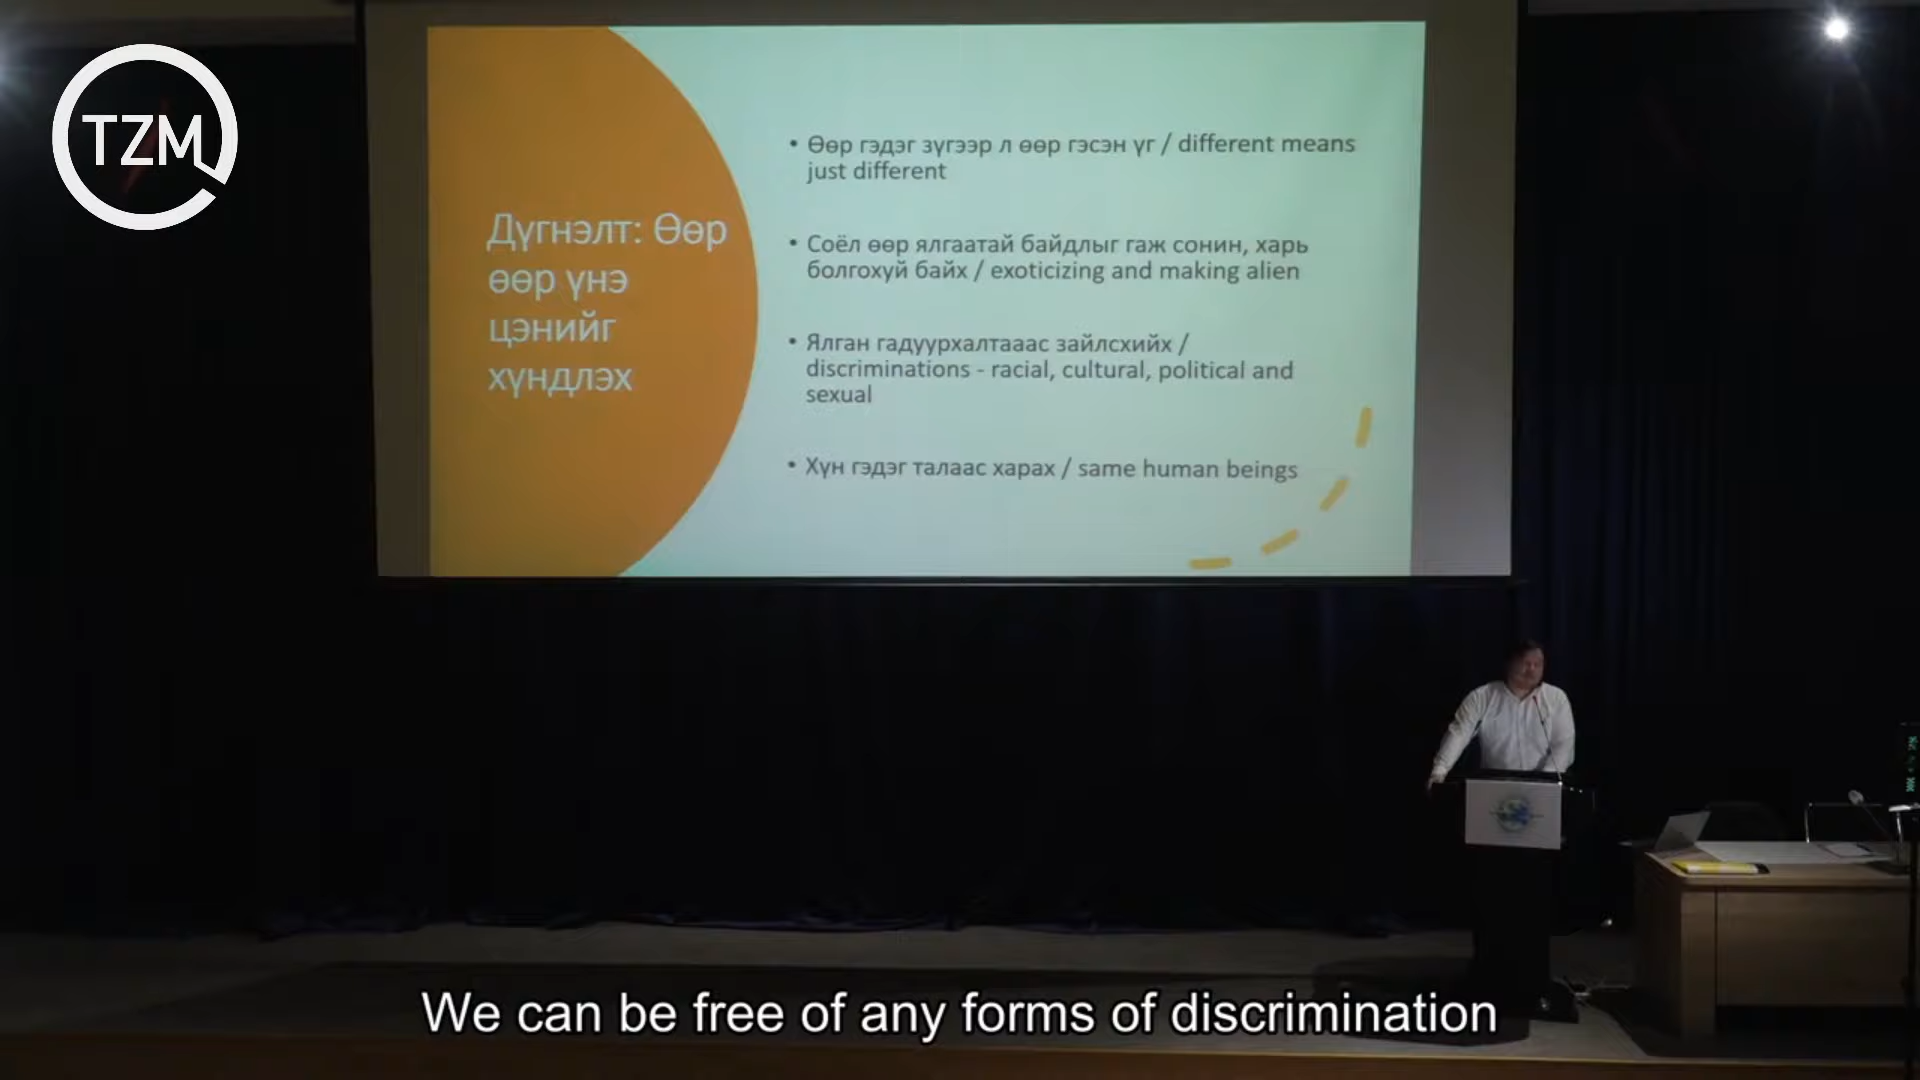 TZM
Дүгнэлт: Өөр
өөр үнэ
цэнийг
хүндлэх
• Өөр гэдэг зүгээр л өөр гэсэн үг / different means
just different
• Соёл өөр ялгаатай байдлыг гаж сонин, харь
болгохуй байх / exoticizing and making alien
• Ялган гадуурхалтааас зайлсхийх /
discriminations - racial, cultural, political and
sexual
• Хүн гэдэг талаас харах / same human beings
We can be free of any forms of discrimination